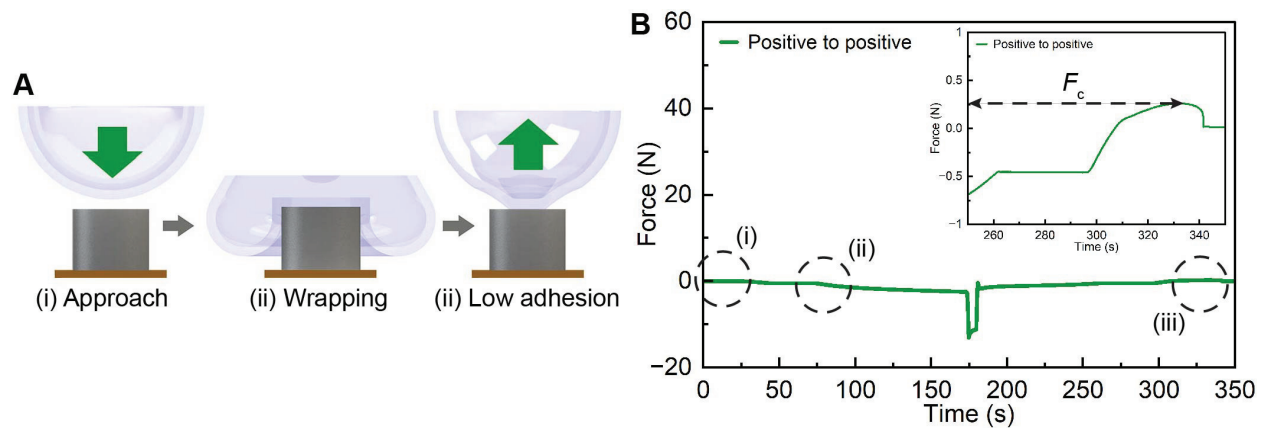 A
(i) Approach
(ii) Wrapping
(ii) Low adhesion
B
Force (N)
60
40
20
0
−20
Positive to positive
(i)
(ii)
(iii)
0
50
100
150
200
250
300
350
Time (s)
Positive to positive
Fc
Force (N)
1
0.5
0.0
−0.5
−1
260
280
300
320
340
Time (s)